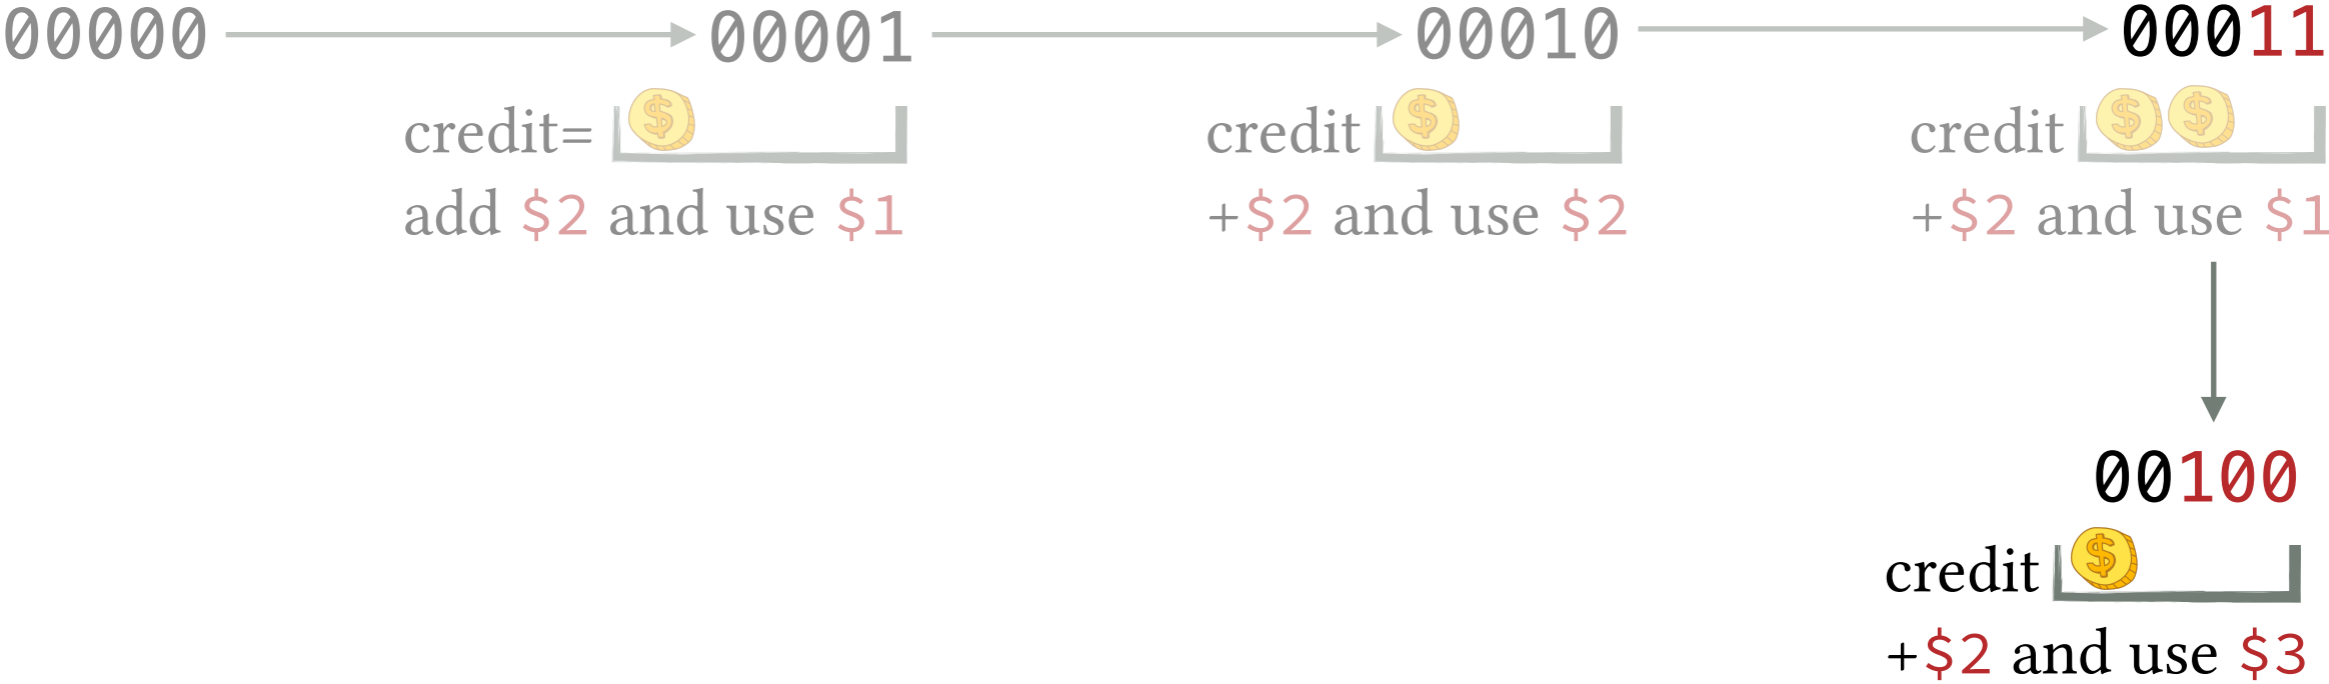 00000 00001 00010 00011
credit= $ credit $ credit $ $
add $2 and use $1 +$2 and use $2 +$2 and use $1
00100
credit $
+$2 and use $3